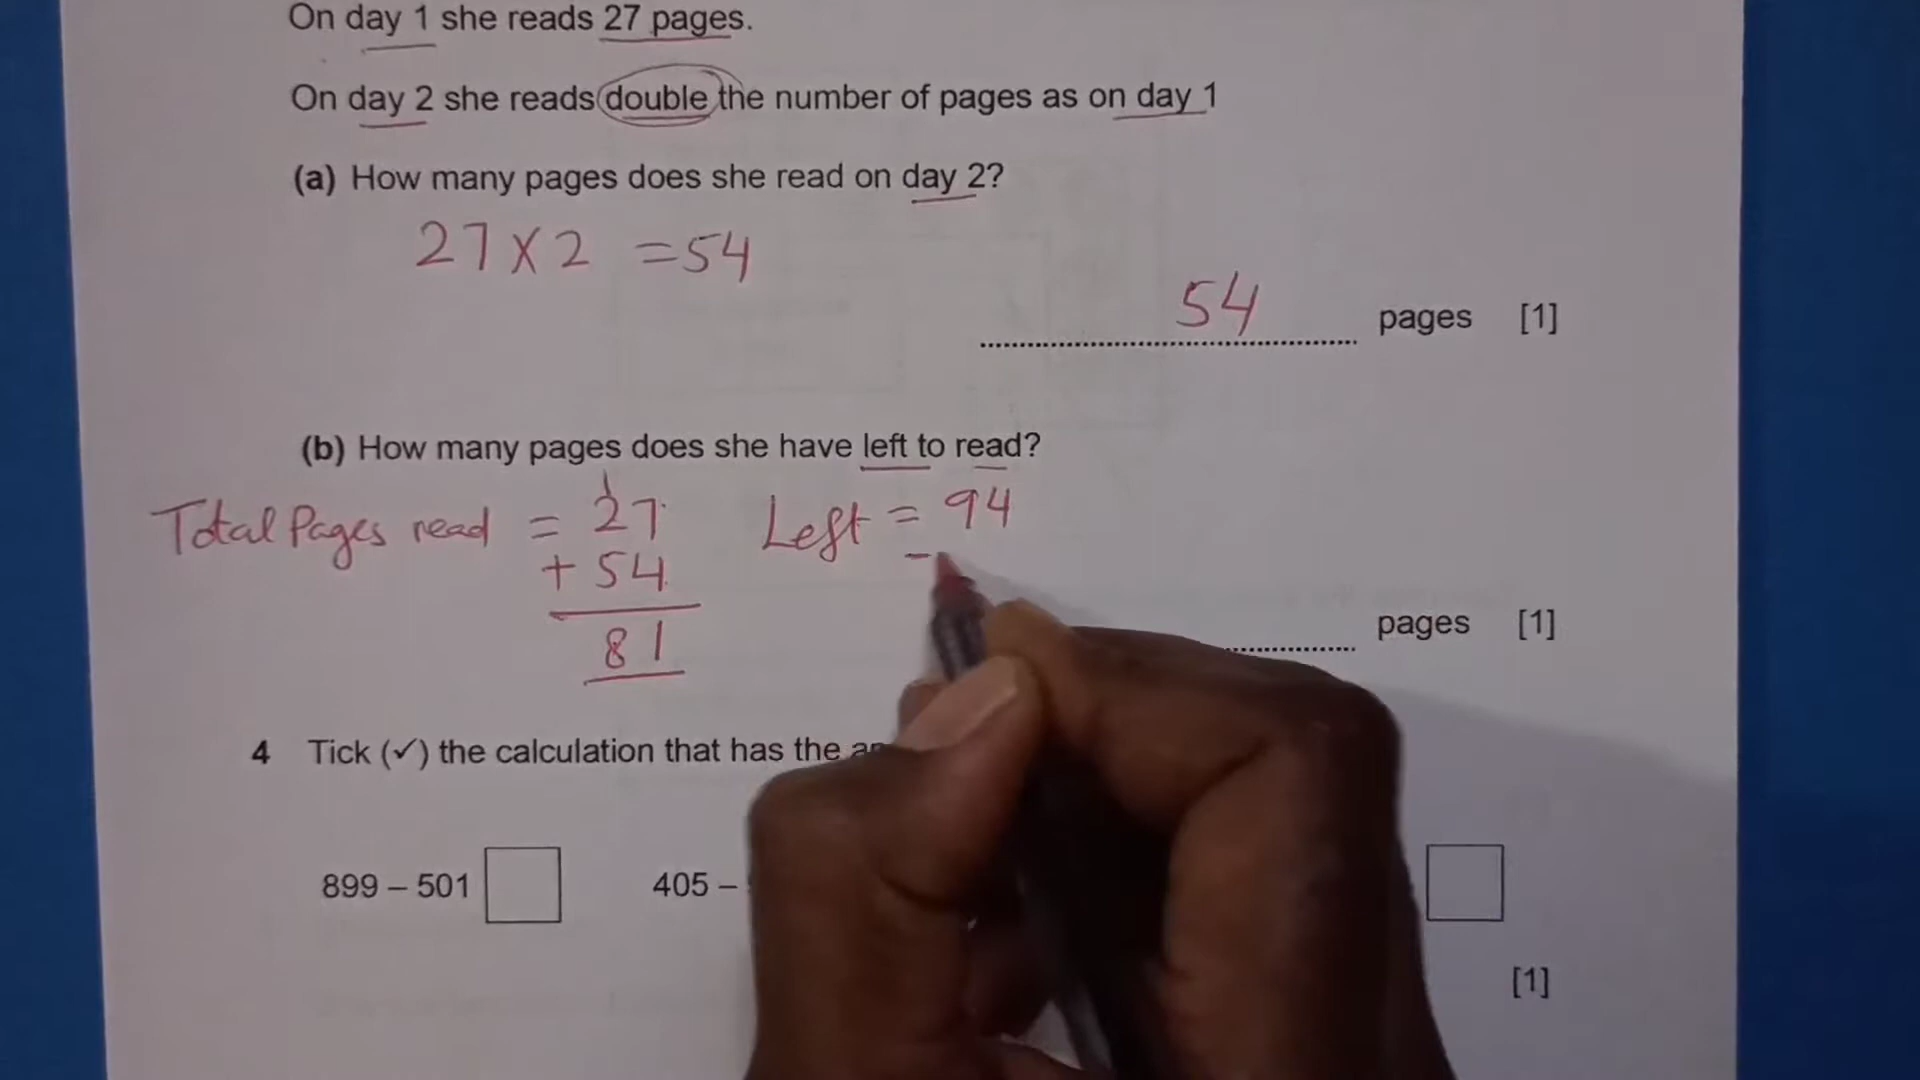 On day 1 she reads 27 pages.
On day 2 she reads double the number of pages as on day 1
(a) How many pages does she read on day 2?
27 X 2 = 54
54 pages [1]
(b) How many pages does she have left to read?
1
Total Pages read = 27 Left = 94
+ 54 -
81
pages [1]
4 Tick (✓) the calculation that has the
899 – 501 405 –
[1]